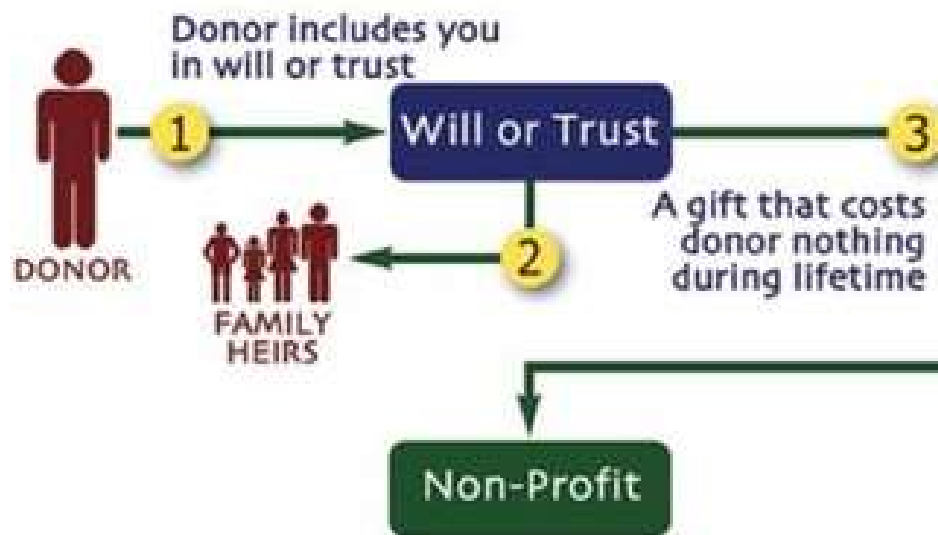 Donor includes you
in will or trust
1
Will or Trust
3
DONOR
2
A gift that costs
donor nothing
during lifetime
FAMILY
HEIRS
Non-Profit